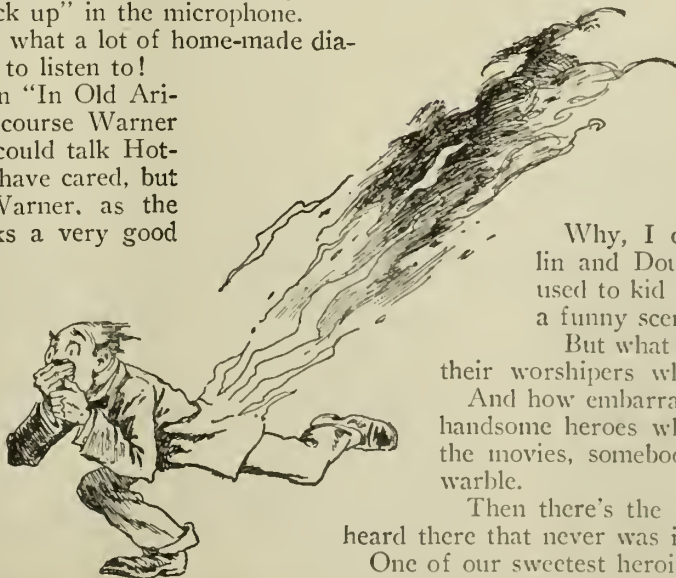 ck up" in the microphone.
what a lot of home-made dia-
to listen to!
n "In Old Ari-
course Warner
could talk Hot-
have cared, but
Warner, as the
ks a very good
Why, I
lin and Dou
used to kid
a funny scen
But what
their worshipers wh
And how embarra
handsome heroes wh
the movies, somebod
warble.
Then there's the
heard there that never was i
One of our sweetest heroi